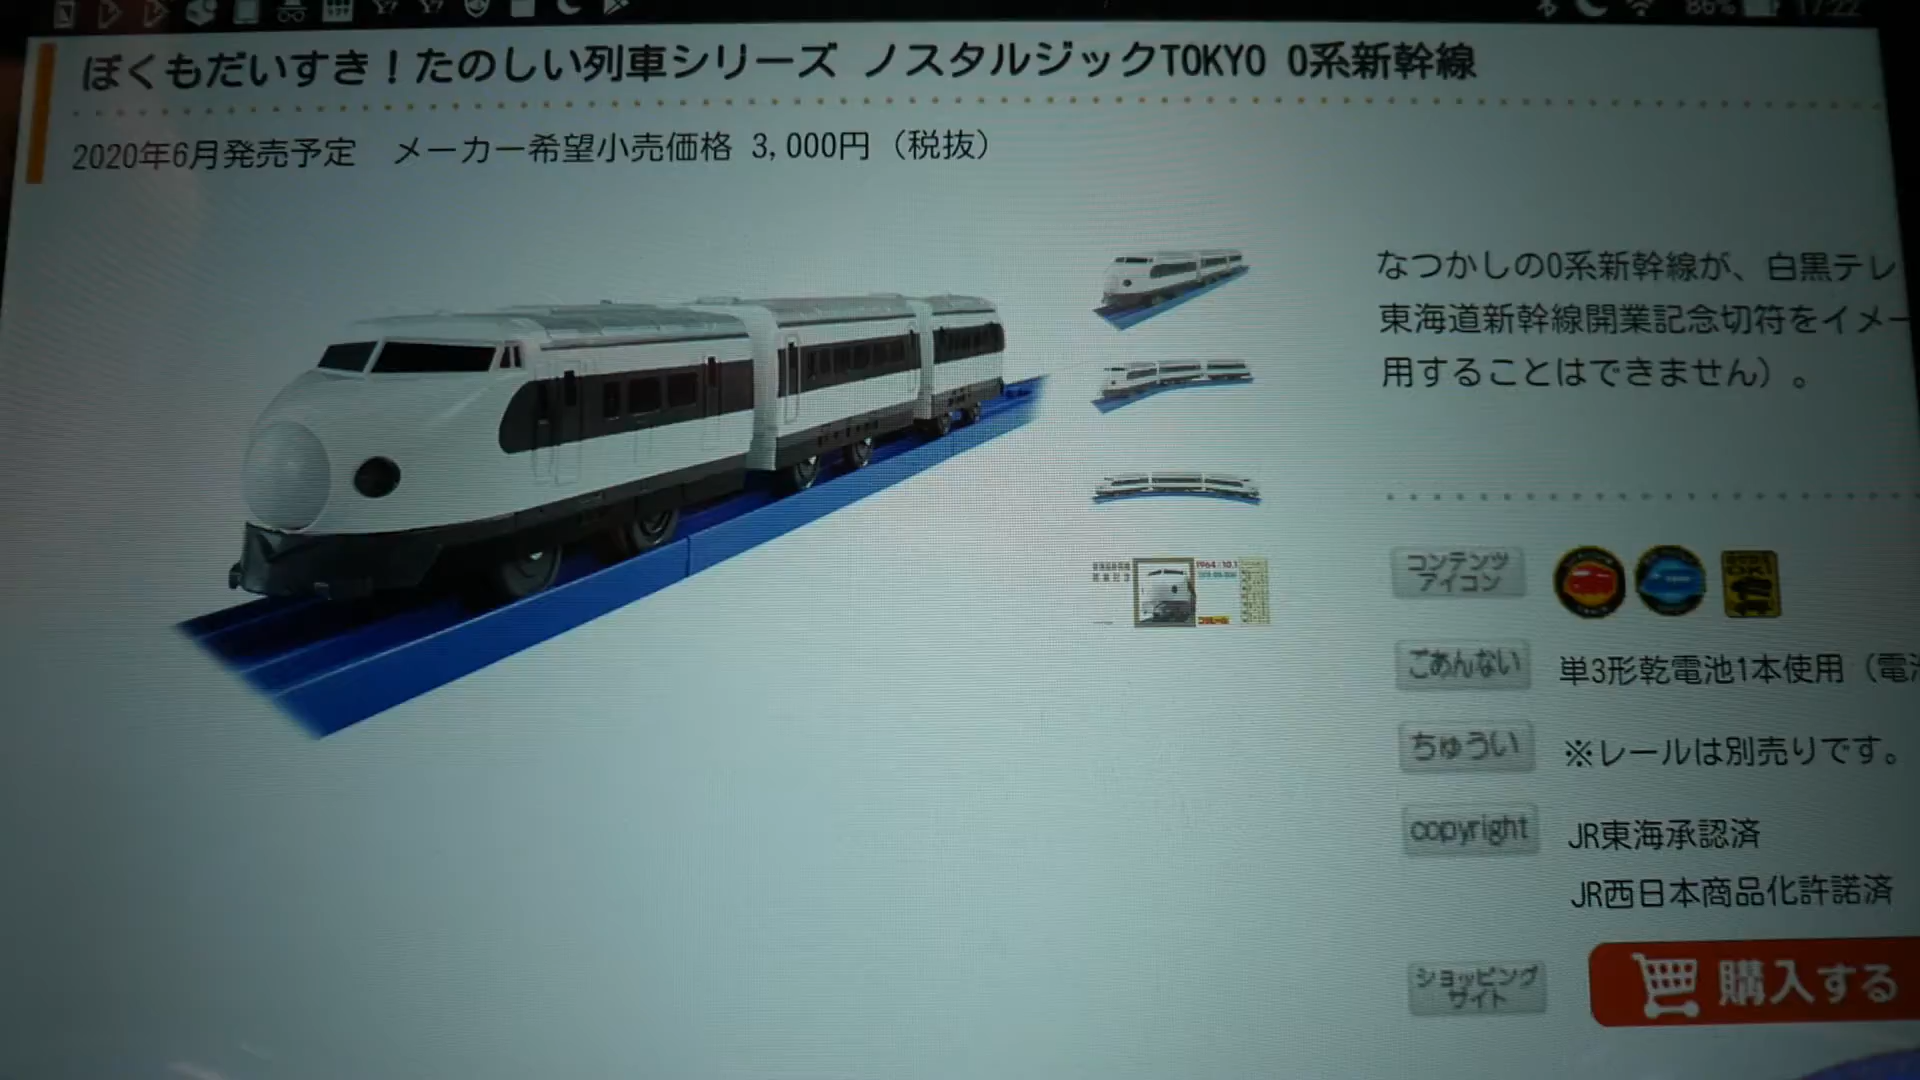 86% 17:22
ぼくもだいすき！たのしい列車シリーズ ノスタルジックTOKYO 0系新幹線
2020年6月発売予定 メーカー希望小売価格 3,000円（税抜）
なつかしの0系新幹線が、白黒テレ
東海道新幹線開業記念切符をイメー
用することはできません）。
1964/10.1
コンテンツ
アイコン
ごあんない
単3形乾電池1本使用（電池
ちゅうい
※レールは別売りです。
copyright
JR東海承認済
JR西日本商品化許諾済
ショッピング
サイト
購入する